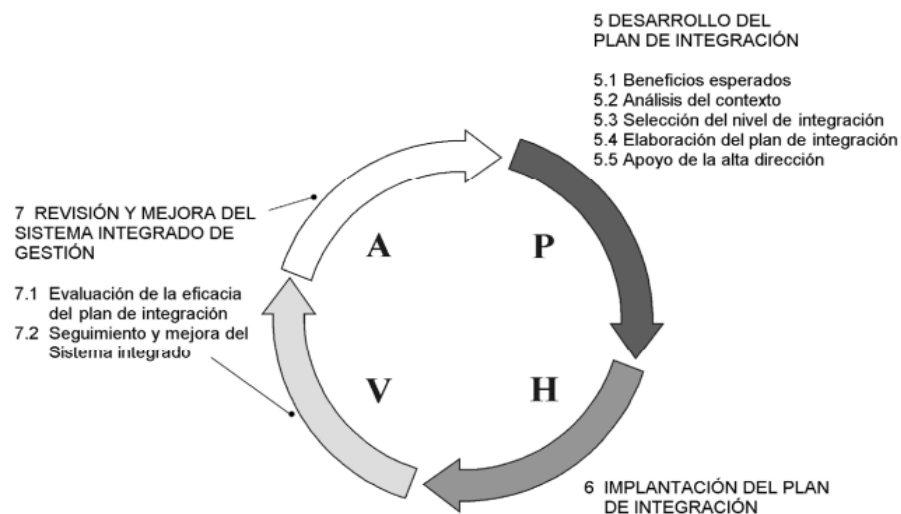 5 DESARROLLO DEL
PLAN DE INTEGRACIÓN
5.1 Beneficios esperados
5.2 Análisis del contexto
5.3 Selección del nivel de integración
5.4 Elaboración del plan de integración
5.5 Apoyo de la alta dirección
7 REVISIÓN Y MEJORA DEL
SISTEMA INTEGRADO DE
GESTIÓN
7.1 Evaluación de la eficacia
del plan de integración
7.2 Seguimiento y mejora del
Sistema integrado
A
P
V
H
6 IMPLANTACIÓN DEL PLAN
DE INTEGRACIÓN